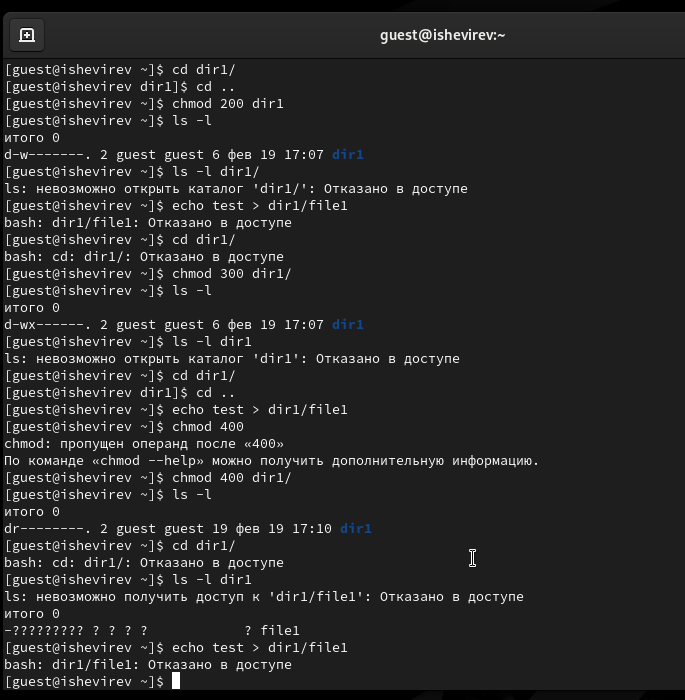 guest@ishevirev:~
[guest@ishevirev ~]$ cd dir1/
[guest@ishevirev dir1]$ cd ..
[guest@ishevirev ~]$ chmod 200 dir1
[guest@ishevirev ~]$ ls -l
итого 0
d-w-------. 2 guest guest 6 фев 19 17:07 dir1
[guest@ishevirev ~]$ ls -l dir1/
ls: невозможно открыть каталог 'dir1/': Отказано в доступе
[guest@ishevirev ~]$ echo test > dir1/file1
bash: dir1/file1: Отказано в доступе
[guest@ishevirev ~]$ cd dir1/
bash: cd: dir1/: Отказано в доступе
[guest@ishevirev ~]$ chmod 300 dir1/
[guest@ishevirev ~]$ ls -l
итого 0
d-wx------. 2 guest guest 6 фев 19 17:07 dir1
[guest@ishevirev ~]$ ls -l dir1
ls: невозможно открыть каталог 'dir1': Отказано в доступе
[guest@ishevirev ~]$ cd dir1/
[guest@ishevirev dir1]$ cd ..
[guest@ishevirev ~]$ echo test > dir1/file1
[guest@ishevirev ~]$ chmod 400
chmod: пропущен операнд после «400»
По команде «chmod --help» можно получить дополнительную информацию.
[guest@ishevirev ~]$ chmod 400 dir1/
[guest@ishevirev ~]$ ls -l
итого 0
dr--------. 2 guest guest 19 фев 19 17:10 dir1
[guest@ishevirev ~]$ cd dir1/
bash: cd: dir1/: Отказано в доступе
[guest@ishevirev ~]$ ls -l dir1
ls: невозможно получить доступ к 'dir1/file1': Отказано в доступе
итого 0
-????????? ? ? ? ?            ? file1
[guest@ishevirev ~]$ echo test > dir1/file1
bash: dir1/file1: Отказано в доступе
[guest@ishevirev ~]$